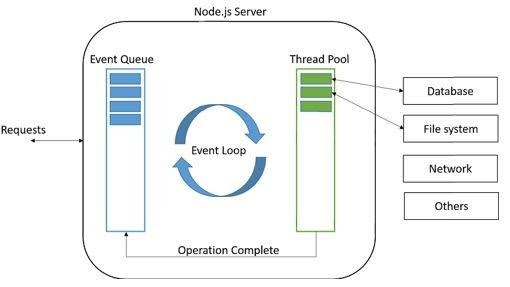 Node.js Server
Event Queue
Thread Pool
Requests
Event Loop
Database
File system
Network
Others
Operation Complete